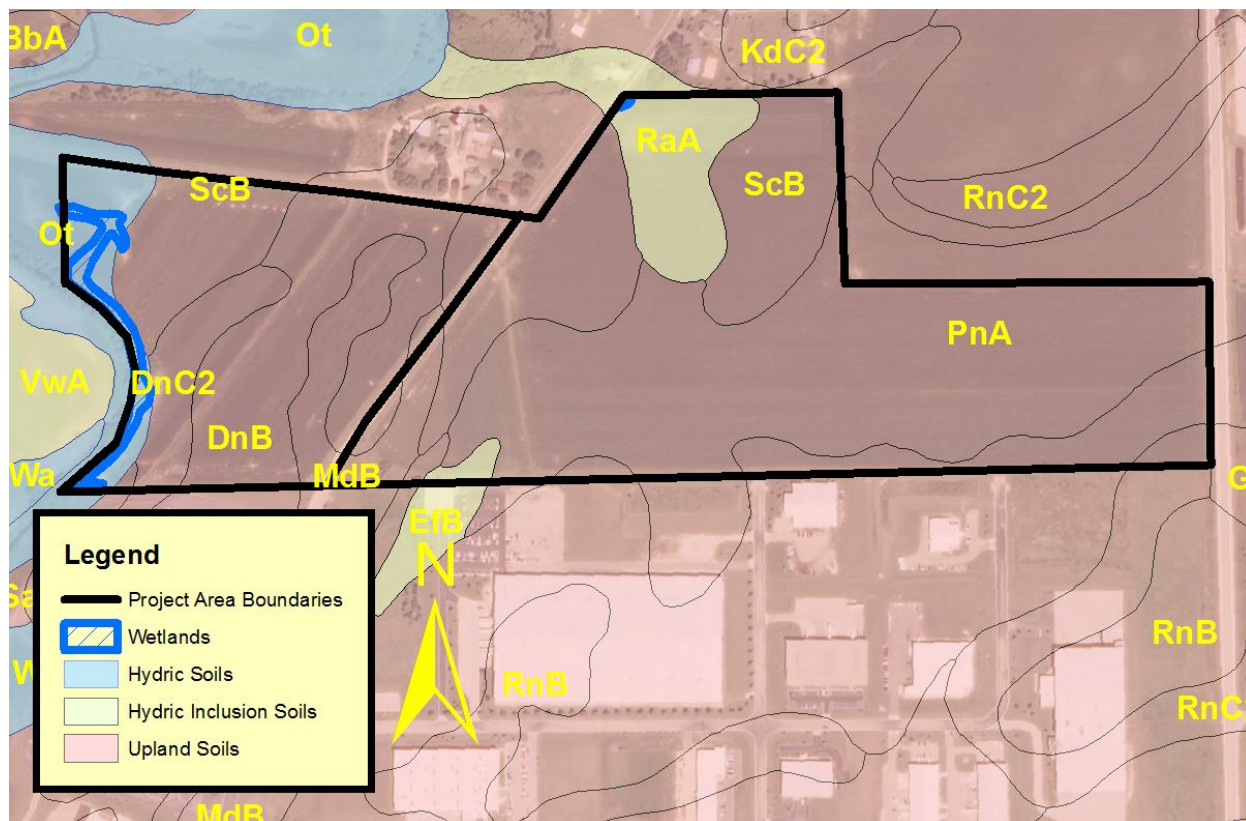 BbA
Ot
KdC2
RaA
ScB
ScB
RnC2
Ot
PnA
VwA
DnC2
DnB
Wa
MdB
G
EfB
Legend
N
Project Area Boundaries
Sa
Wetlands
RnB
W
Hydric Soils
RnB
Hydric Inclusion Soils
RnC
Upland Soils
MdB